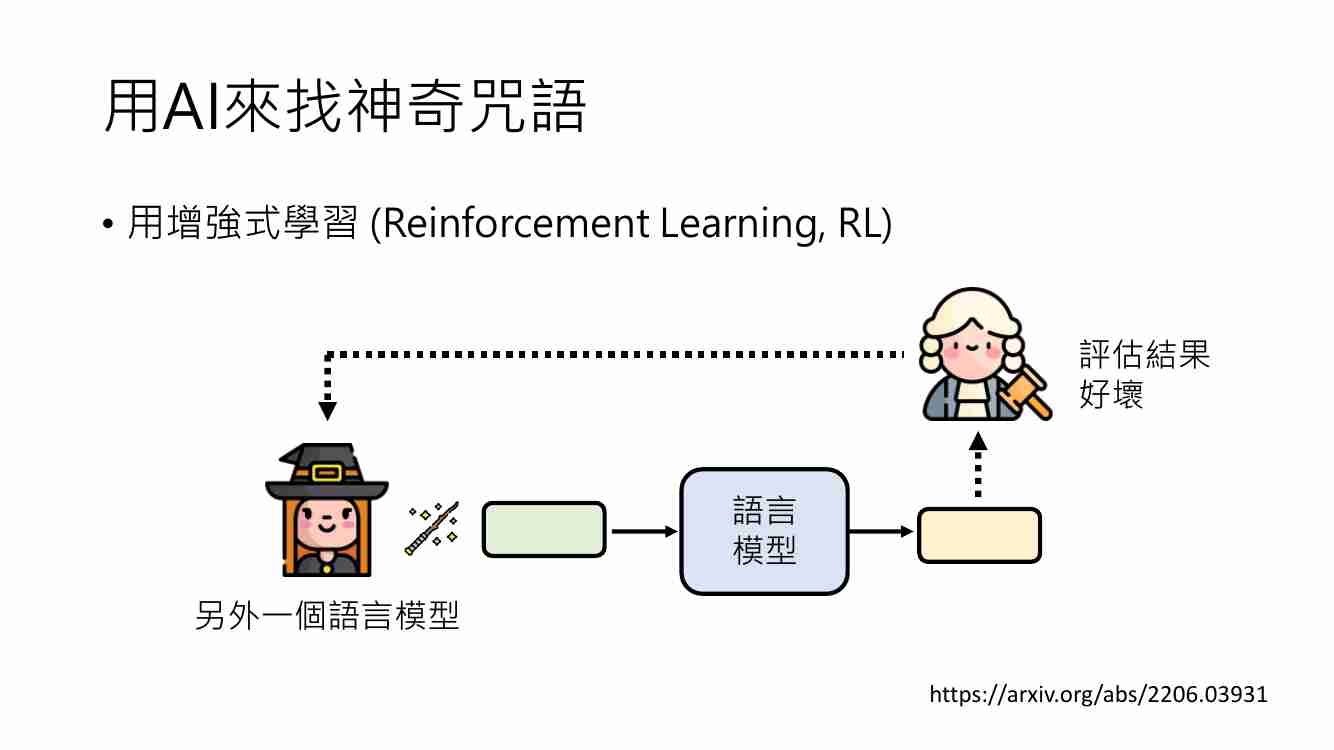 用AI來找神奇咒語
• 用增強式學習 (Reinforcement Learning, RL)
評估結果
好壞
語言
模型
另外一個語言模型
https://arxiv.org/abs/2206.03931